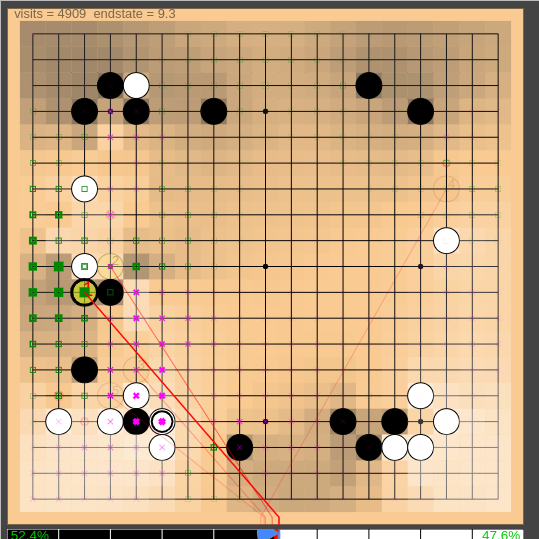 visits = 4909 endstate = 9.3
52.4%
47.6%